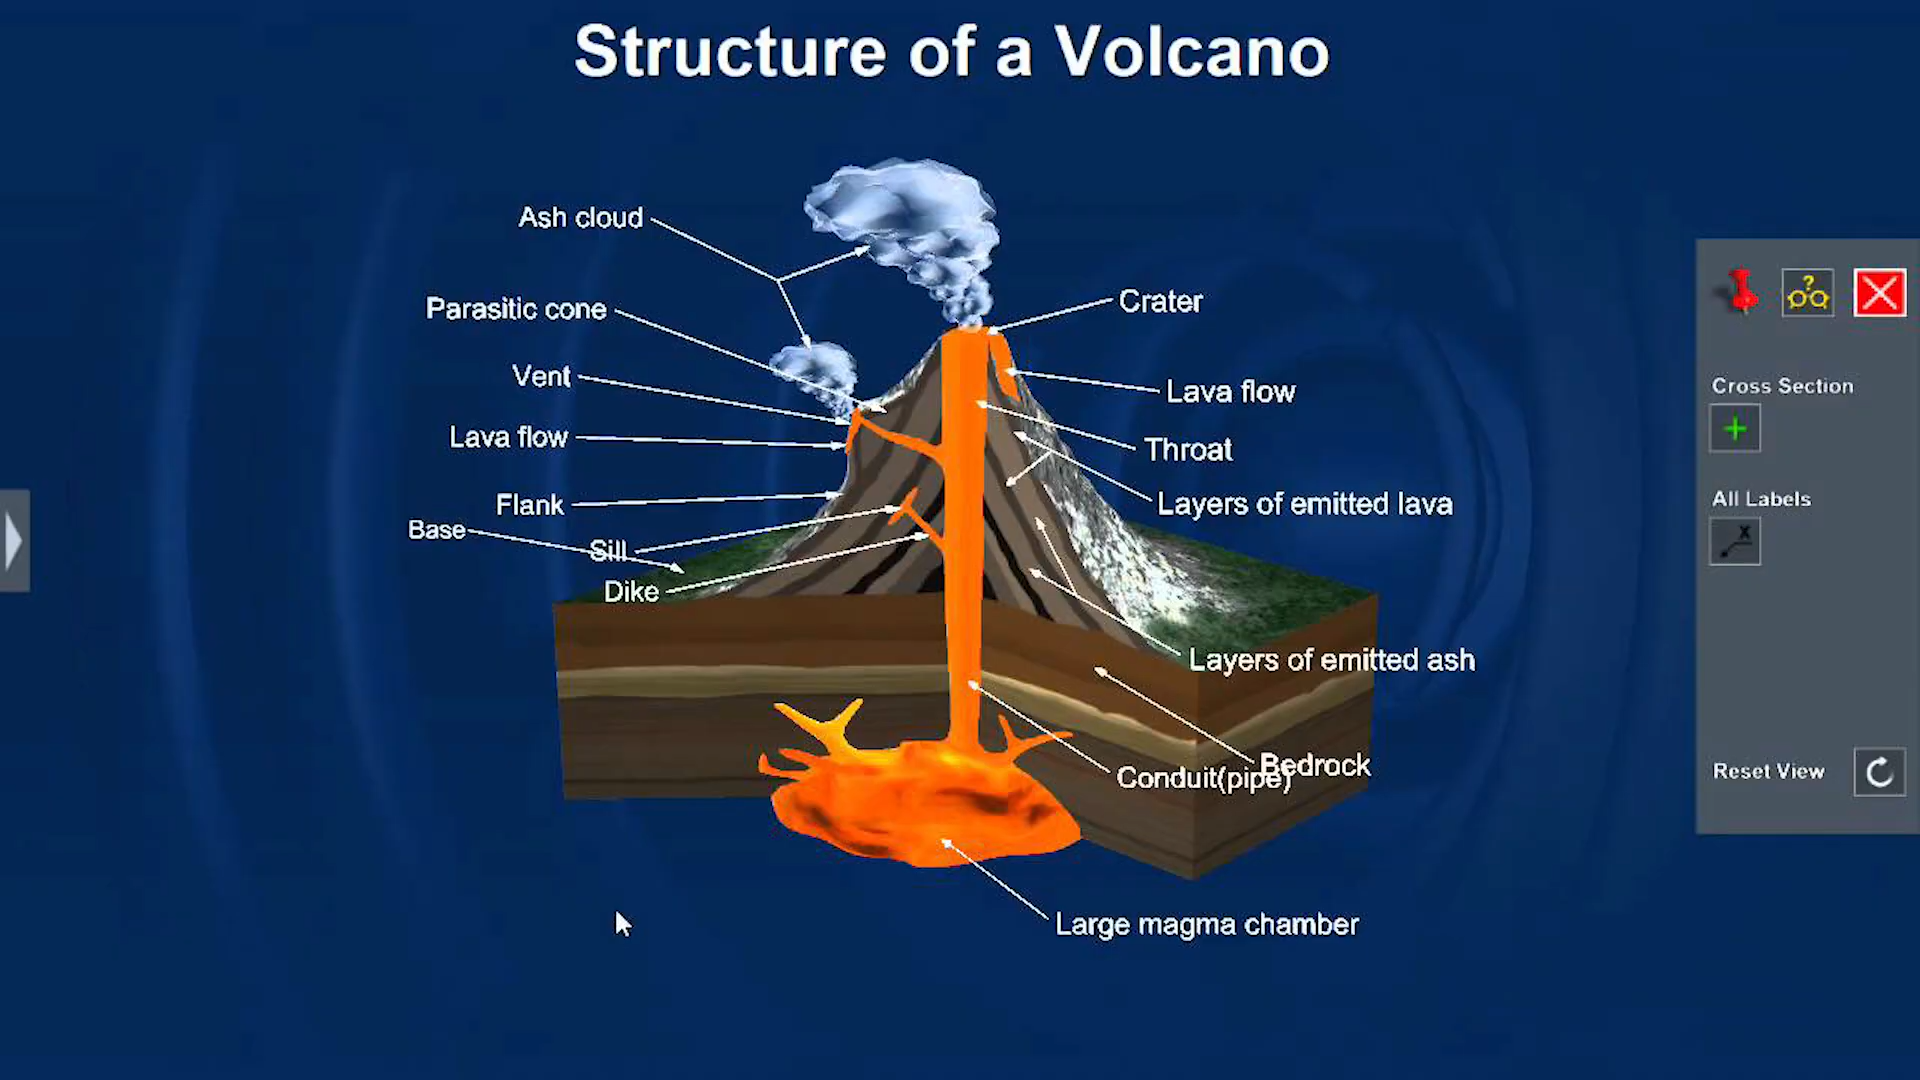 Structure of a Volcano
Ash cloud
Parasitic cone
Vent
Lava flow
Flank
Base
Sill
Dike
Crater
Lava flow
Throat
Layers of emitted lava
Layers of emitted ash
Bedrock
Conduit(pipe)
Large magma chamber
Cross Section
All Labels
Reset View